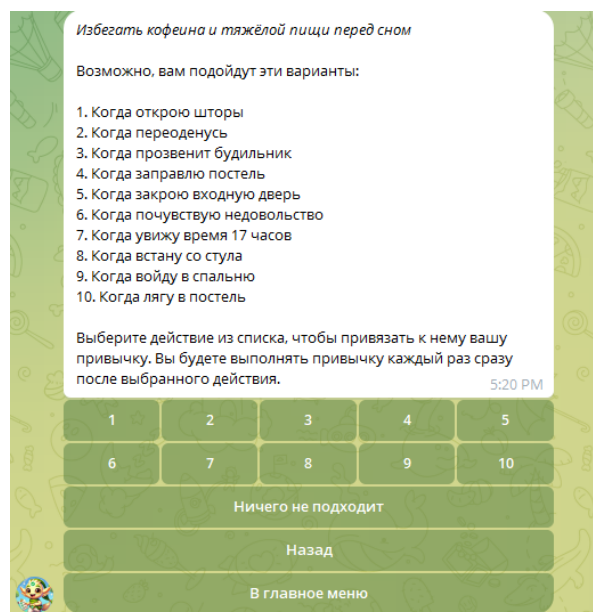 Избегать кофеина и тяжёлой пищи перед сном
Возможно, вам подойдут эти варианты:
1. Когда открою шторы
2. Когда переоденусь
3. Когда прозвенит будильник
4. Когда заправлю постель
5. Когда закрою входную дверь
6. Когда почувствую недовольство
7. Когда увижу время 17 часов
8. Когда встану со стула
9. Когда войду в спальню
10. Когда лягу в постель
Выберите действие из списка, чтобы привязать к нему вашу
привычку. Вы будете выполнять привычку каждый раз сразу
после выбранного действия.
5:20 PM
1 2 3 4 5
6 7 8 9 10
Ничего не подходит
Назад
В главное меню